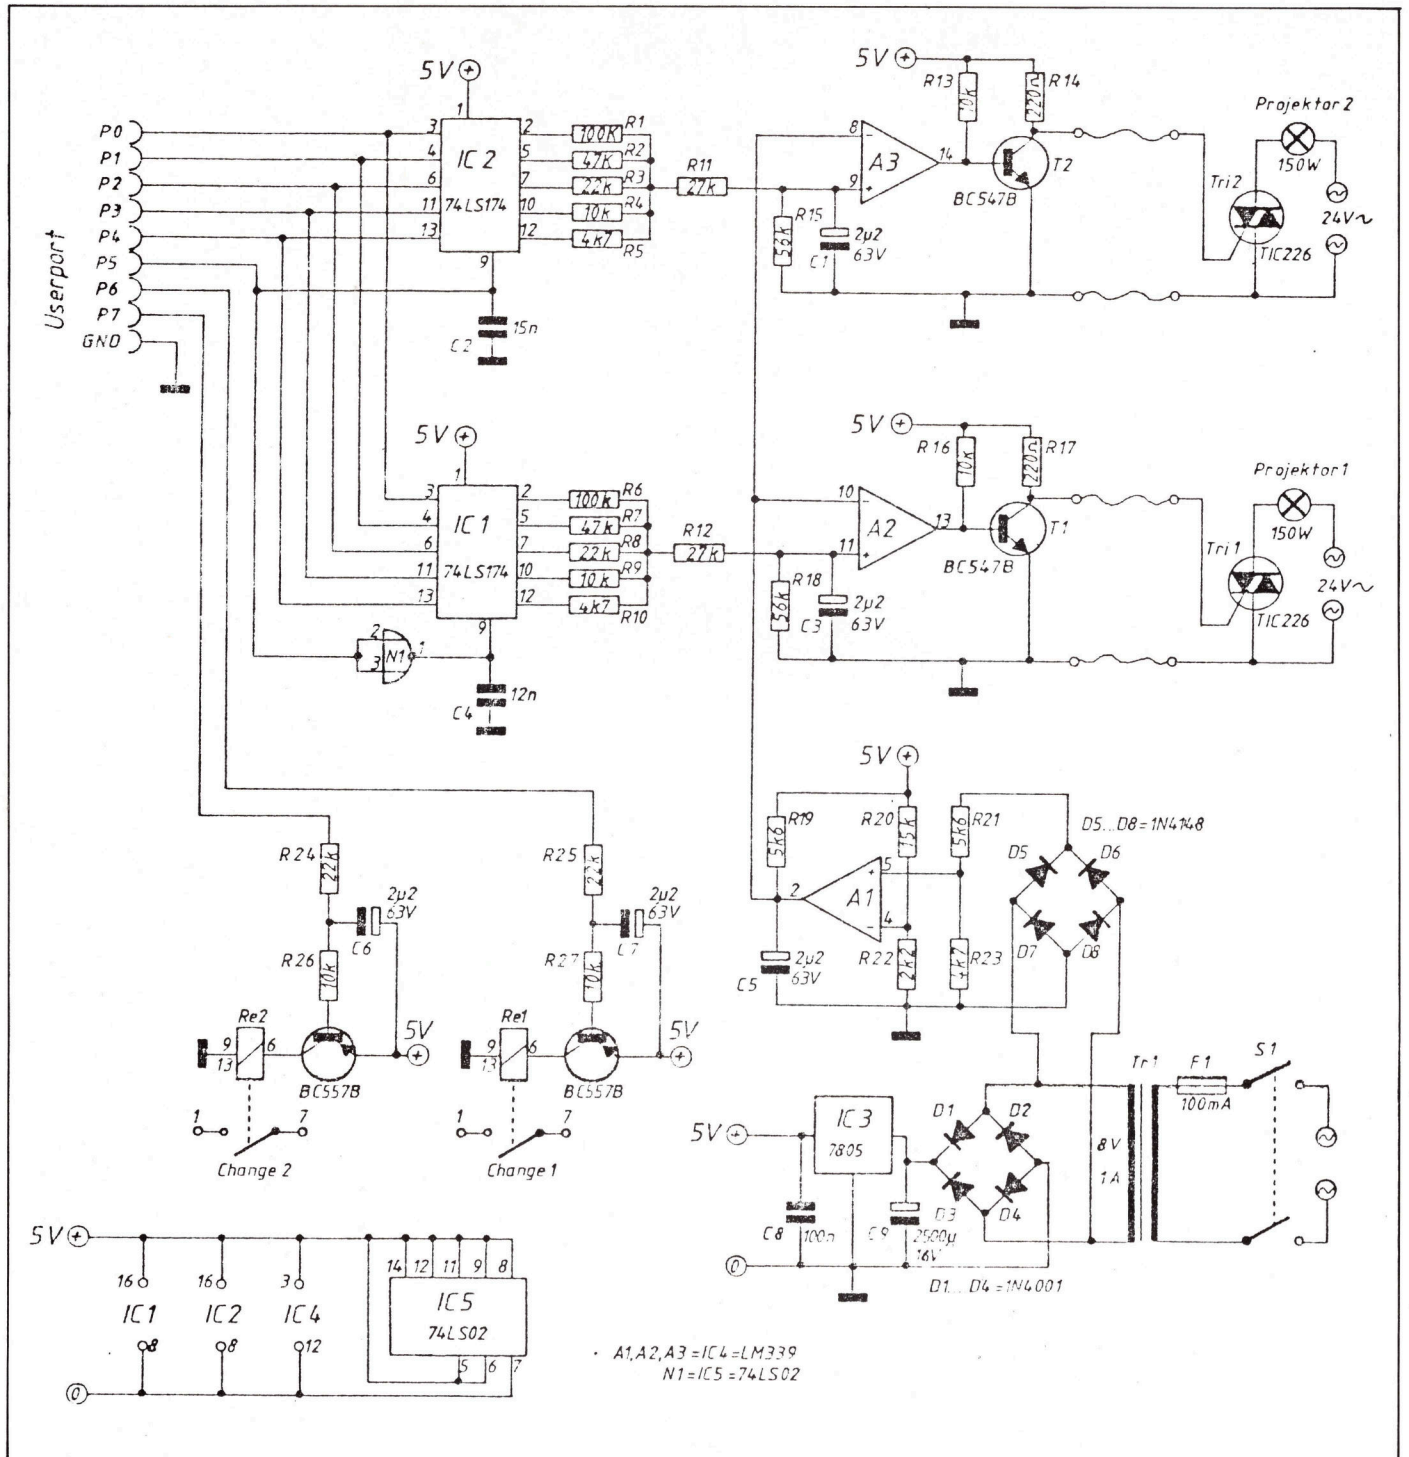 5V
P0
P1
P2
P3
P4
P5
P6
P7
GND
Userport
1
3
4
6
11
13
IC 2
74LS174
2
5
7
10
12
9
100k
R1
47k
R2
22k
R3
10k
R4
4k7
R5
R11
27k
15n
C2
5V
R13
10k
220Ω
R14
8
9
A3
14
T2
BC547B
R15
56k
2µ2
63V
C1
Projektor2
150W
Tri2
TIC226
24V~
5V
1
3
4
6
11
13
IC 1
74LS174
2
5
7
10
12
9
100k
R6
47k
R7
22k
R8
10k
R9
4k7
R10
R12
27k
2
3
N1
1
12n
C4
5V
R16
10k
220Ω
R17
10
11
A2
13
T1
BC547B
R18
56k
2µ2
63V
C3
Projektor1
150W
Tri1
TIC226
24V~
R24
22k
2µ2
63V
C6
R26
10k
Re2
9
13
6
BC557B
5V
1
7
Change 2
R25
22k
2µ2
63V
C7
R27
10k
Re1
9
13
6
BC557B
5V
1
7
Change 1
5V
R19
5k6
R20
15k
5k6
R21
2
A1
5
4
2µ2
63V
C5
R22
2k2
4k7
R23
D5...D8=1N4148
D5
D6
D7
D8
5V
IC 3
7805
C8
100n
C9
2500µ
16V
D1
D2
D3
D4
D1....D4=1N4001
0
8V
1A
Tr1
F1
100mA
S1
5V
16
IC1
8
16
IC2
8
3
IC4
12
14
12
11
9
8
IC5
74LS02
5
6
7
0
A1,A2,A3=IC4=LM339
N1=IC5=74LS02